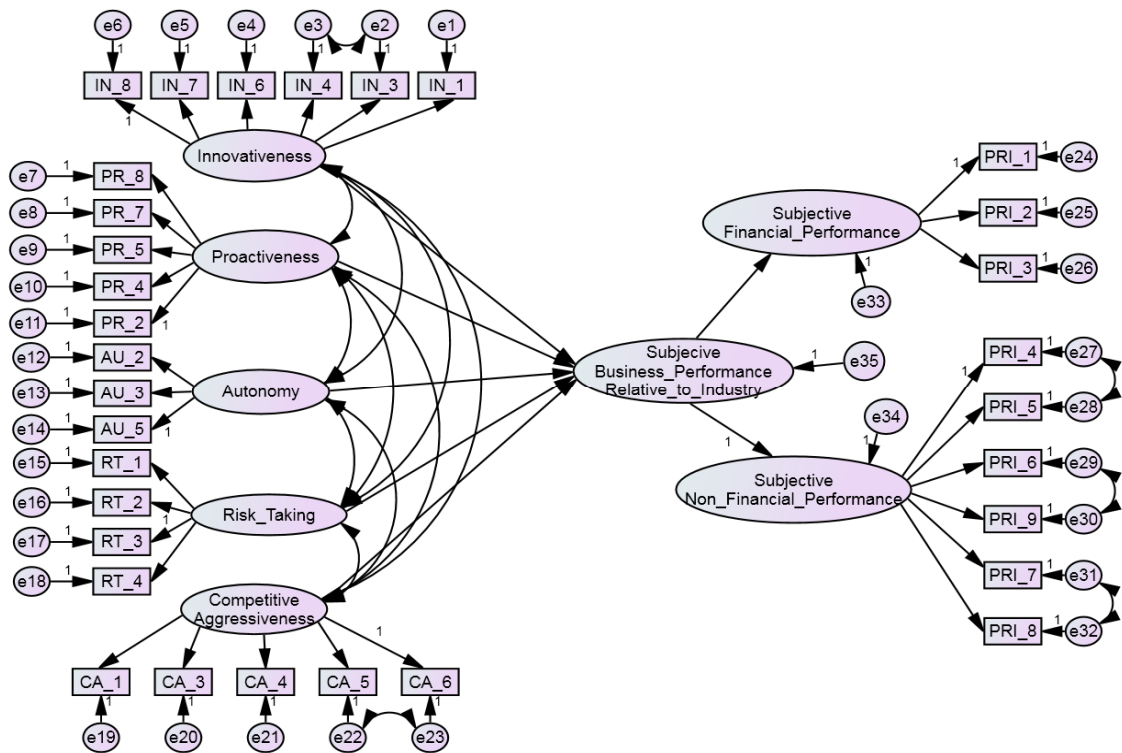 e6 e5 e4 e3 e2 e1
1 1 1 1 1 1
IN_8 IN_7 IN_6 IN_4 IN_3 IN_1
1
Innovativeness
e7 1 PR_8
e8 1 PR_7
e9 1 PR_5
e10 1 PR_4
e11 1 PR_2
1
Proactiveness
e12 1 AU_2
e13 1 AU_3
e14 1 AU_5
1
Autonomy
e15 1 RT_1
e16 1 RT_2
e17 1 RT_3
e18 1 RT_4
1
Risk_Taking
Competitive
Aggressiveness
1
CA_1 CA_3 CA_4 CA_5 CA_6
1 1 1 1 1
e19 e20 e21 e22 e23
Subjecive
Business_Performance
Relative_to_Industry
1 e35
Subjective
Financial_Performance
1
e33
1 PRI_1 1 e24
PRI_2 1 e25
PRI_3 1 e26
1
e34
1
Subjective
Non_Financial_Performance
1 PRI_4 1 e27
PRI_5 1 e28
PRI_6 1 e29
PRI_9 1 e30
PRI_7 1 e31
PRI_8 1 e32